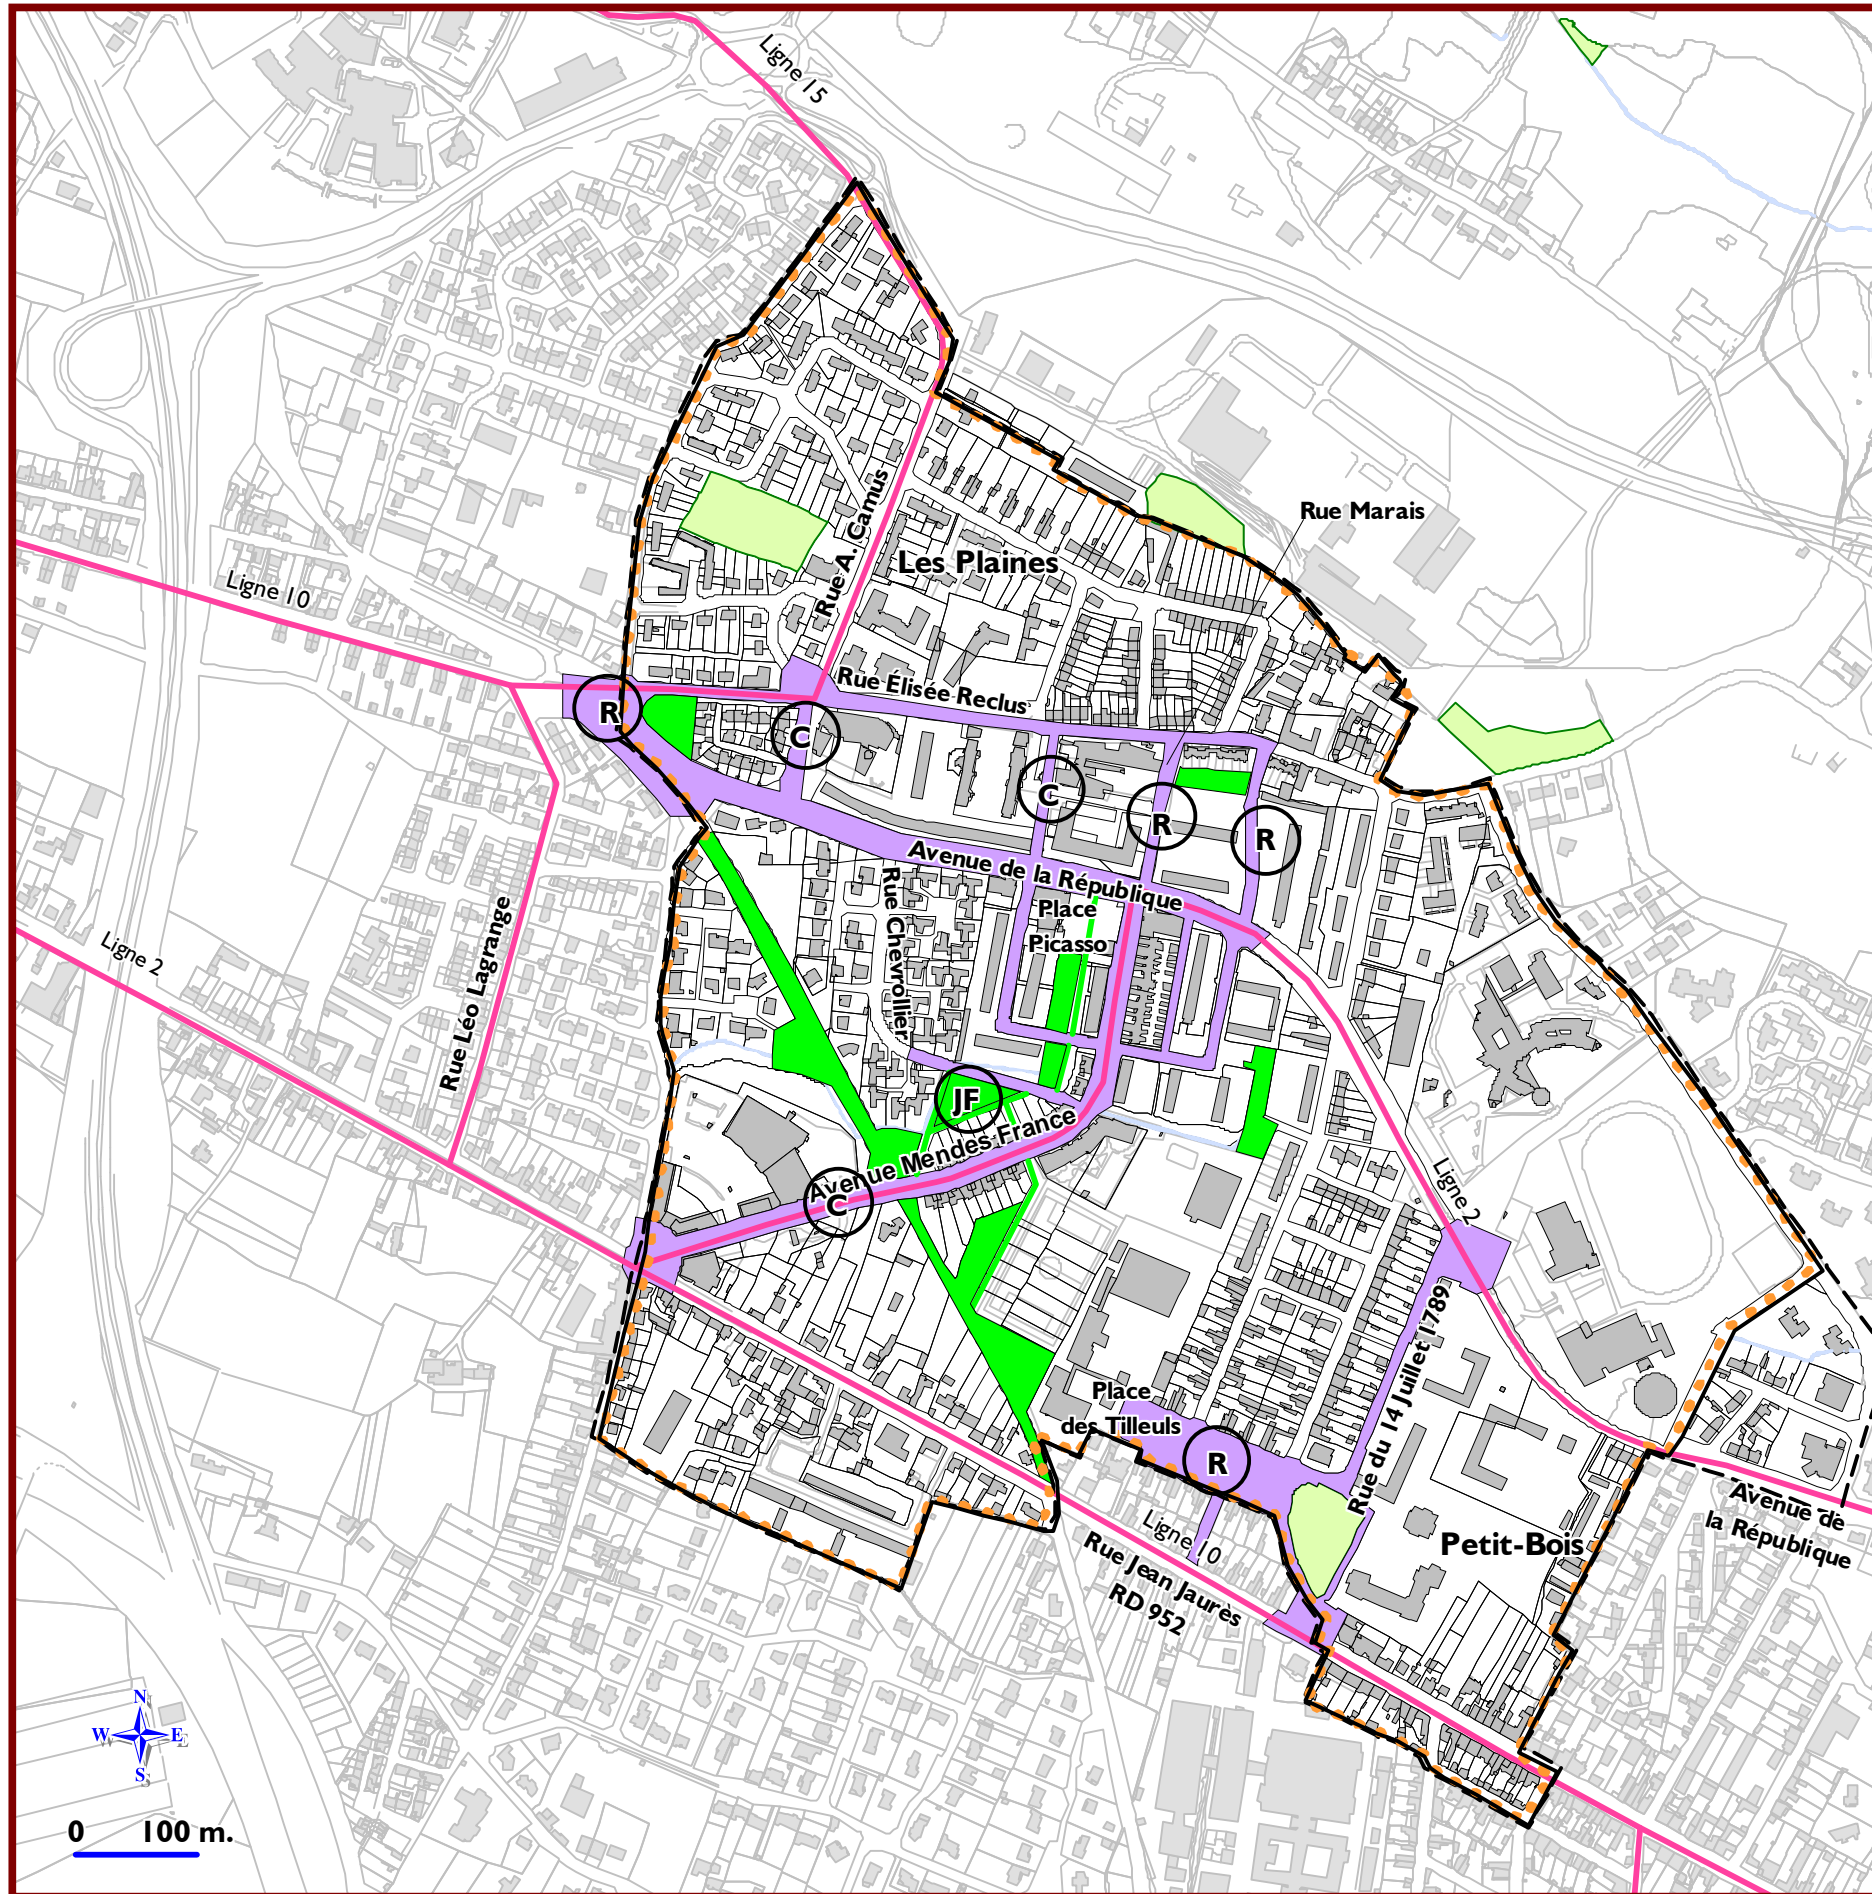 Ligne 15
Rue Marais
Rue A. Camus
Les Plaines
Ligne 10
Rue Élisée Reclus
R
C
C
R
R
Avenue de la République
Rue Chevrollier
Place
Picasso
Ligne 2
Rue Léo Lagrange
JF
Avenue Mendes France
C
Ligne 2
Rue du 14 Juillet 1789
Place
des Tilleuls
R
Avenue de
la République
Ligne 10
Petit-Bois
Rue Jean Jaurès
RD 952
N
W E
S
0 100 m.